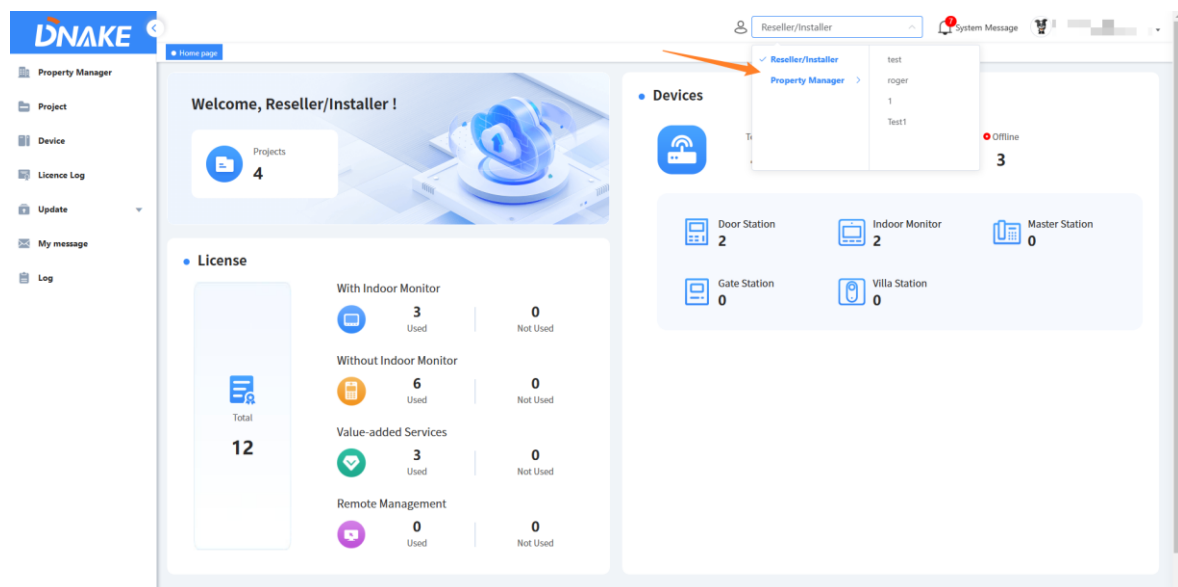 DNAKE
Property Manager
Project
Device
Licence Log
Update
My message
Log
Reseller/Installer
7
System Message
Home page
Reseller/Installer
Property Manager
test
roger
1
Test1
Welcome, Reseller/Installer !
Projects
4
Devices
Offline
3
Door Station
2
Indoor Monitor
2
Master Station
0
Gate Station
0
Villa Station
0
License
Total
12
With Indoor Monitor
3
Used
0
Not Used
Without Indoor Monitor
6
Used
0
Not Used
Value-added Services
3
Used
0
Not Used
Remote Management
0
Used
0
Not Used